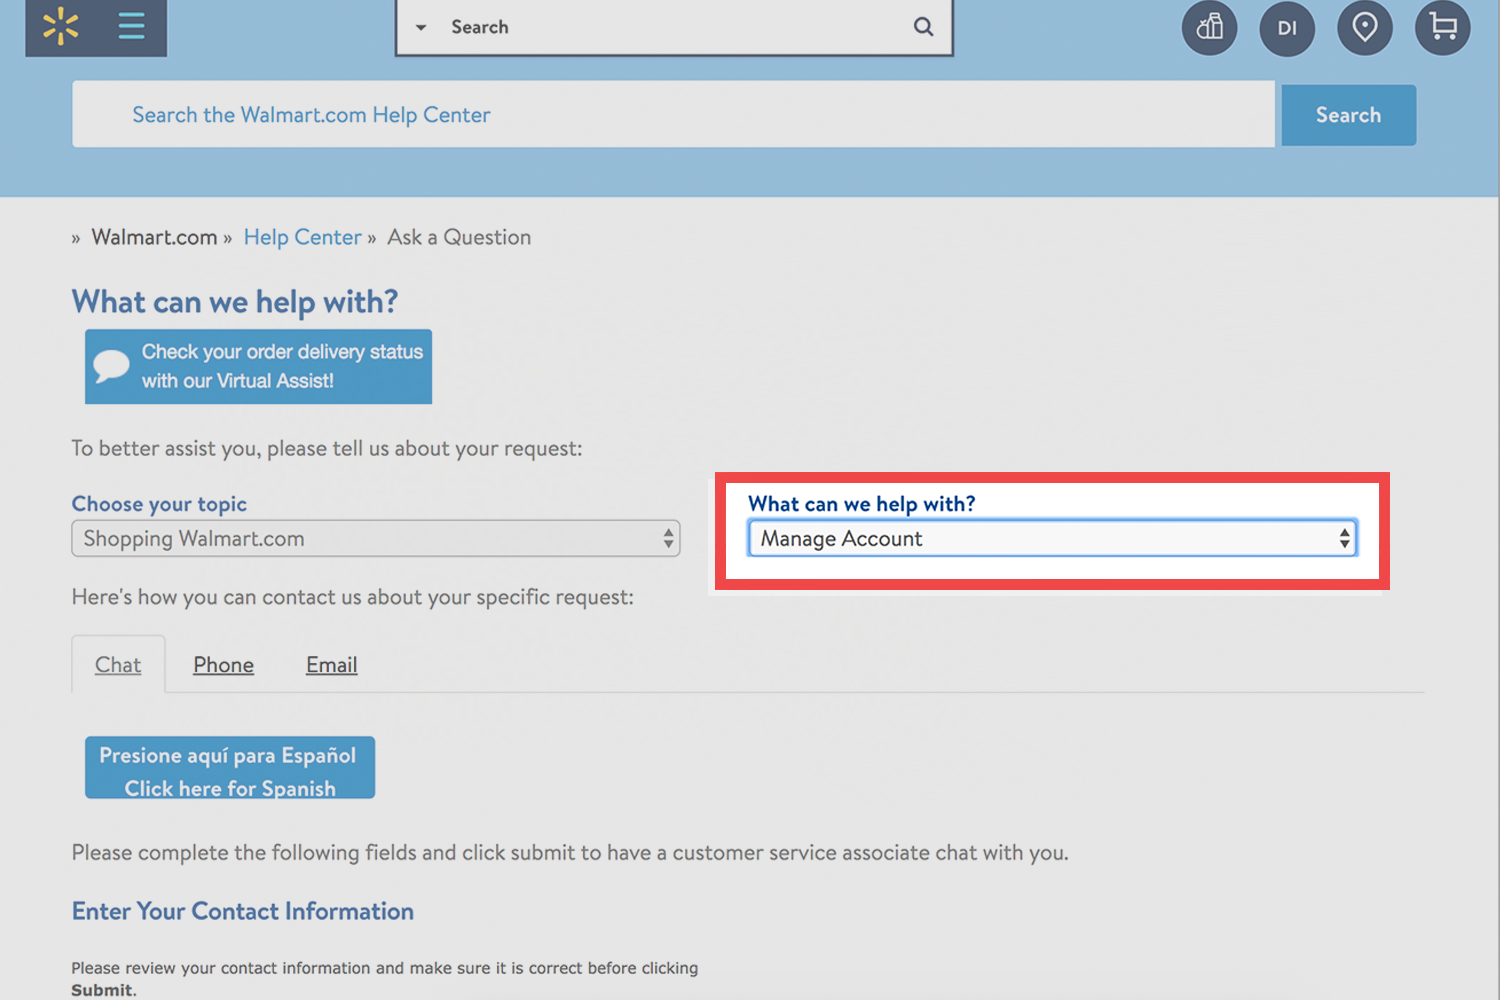 Search
DI
Search the Walmart.com Help Center
Search
» Walmart.com » Help Center » Ask a Question
What can we help with?
Check your order delivery status
with our Virtual Assist!
To better assist you, please tell us about your request:
Choose your topic
Shopping Walmart.com
What can we help with?
Manage Account
Here's how you can contact us about your specific request:
Chat Phone Email
Presione aquí para Español
Click here for Spanish
Please complete the following fields and click submit to have a customer service associate chat with you.
Enter Your Contact Information
Please review your contact information and make sure it is correct before clicking
Submit.